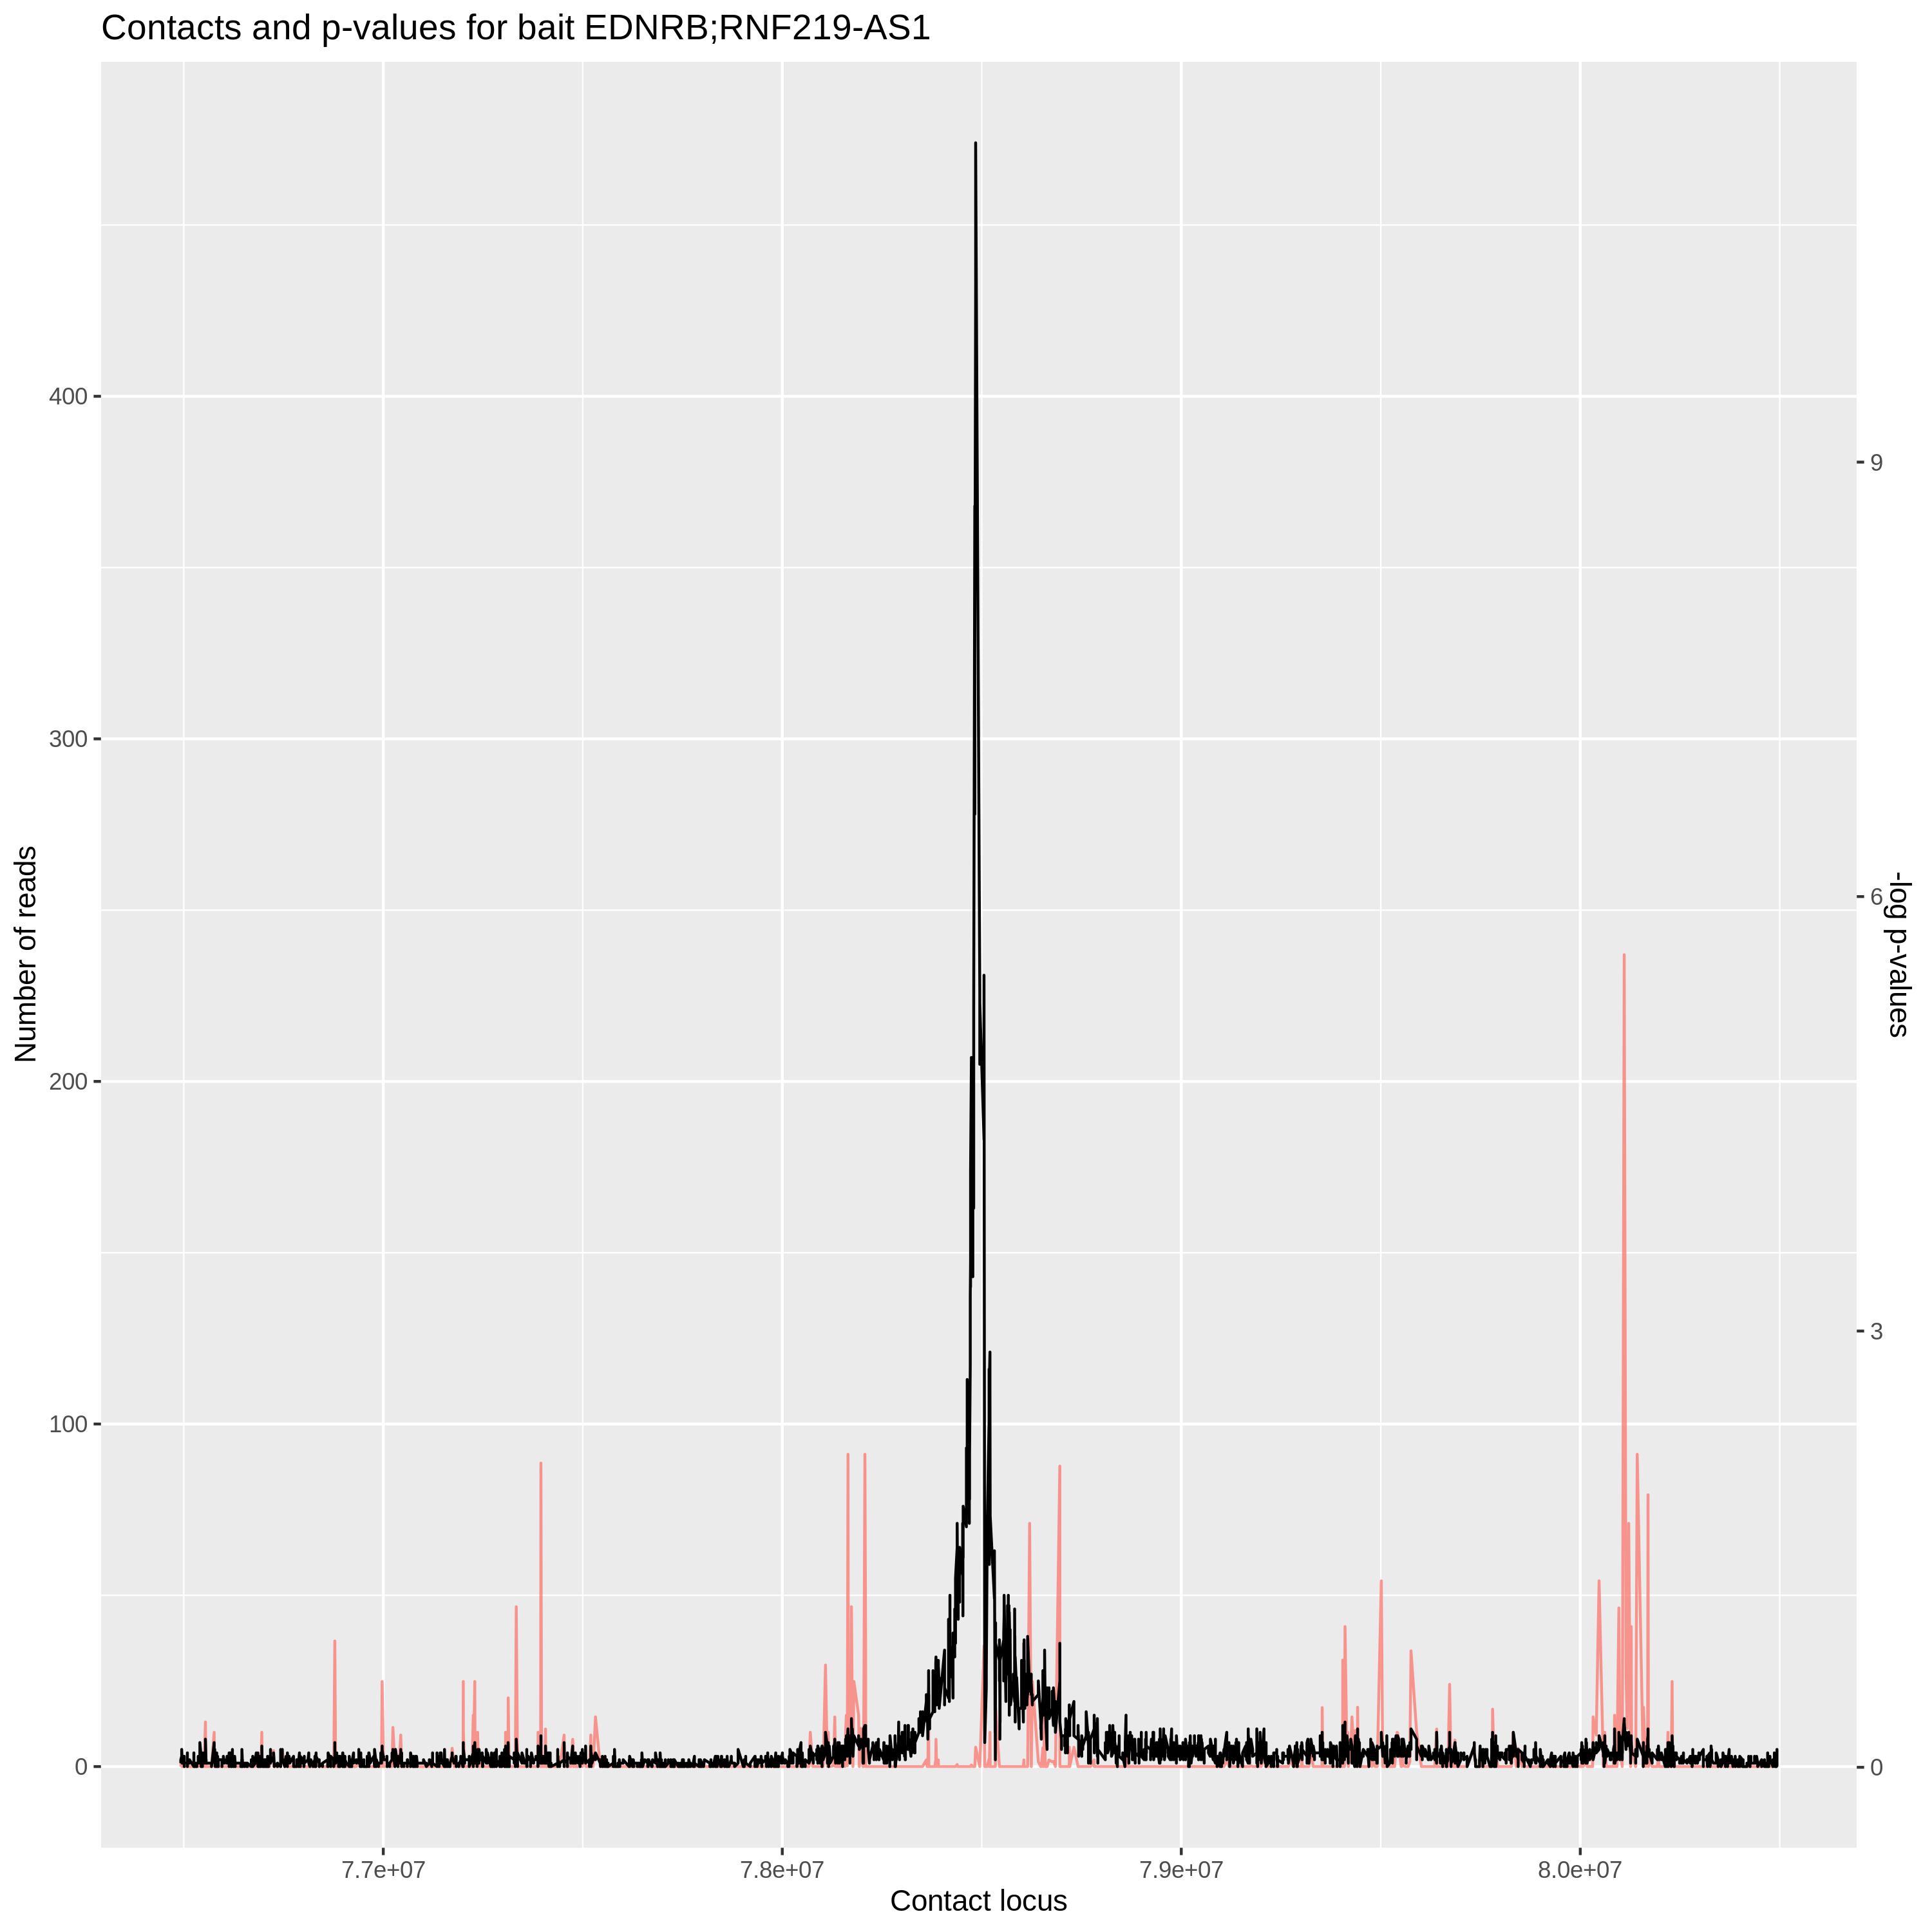 Contacts and p-values for bait EDNRB;RNF219-AS1
400
300
200
100
0
Number of reads
9
6
3
0
-log p-values
7.7e+07
7.8e+07
7.9e+07
8.0e+07
Contact locus